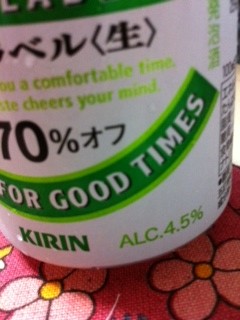 ラベル〈生〉
you a comfortable time.
ste cheers your mind.
70%オフ
FOR GOOD TIMES
KIRIN
ALC.4.5%